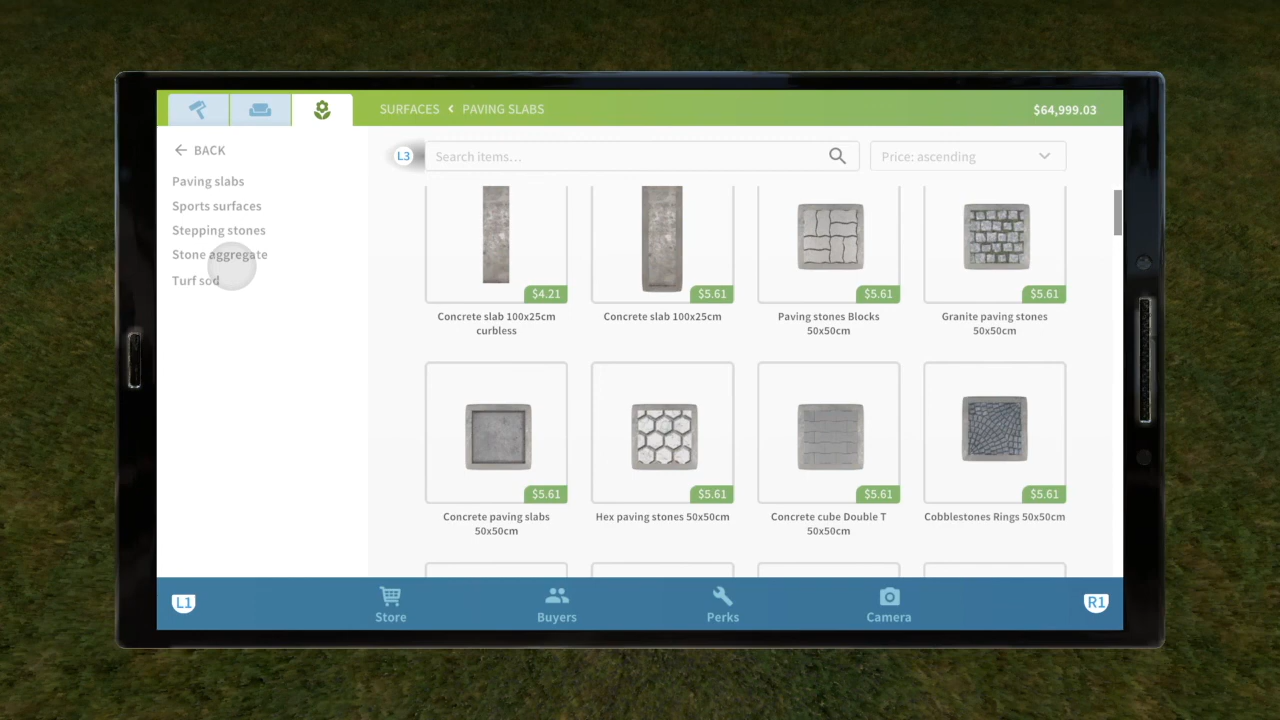 SURFACES < PAVING SLABS
$64,999.03
BACK
Paving slabs
Sports surfaces
Stepping stones
Stone aggregate
Turf sod
L3
Search items...
Price: ascending
$4.21
$5.61
$5.61
$5.61
Concrete slab 100x25cm
curbless
Concrete slab 100x25cm
Paving stones Blocks
50x50cm
Granite paving stones
50x50cm
$5.61
$5.61
$5.61
$5.61
Concrete paving slabs
50x50cm
Hex paving stones 50x50cm
Concrete cube Double T
50x50cm
Cobblestones Rings 50x50cm
L1
Store
Buyers
Perks
Camera
R1